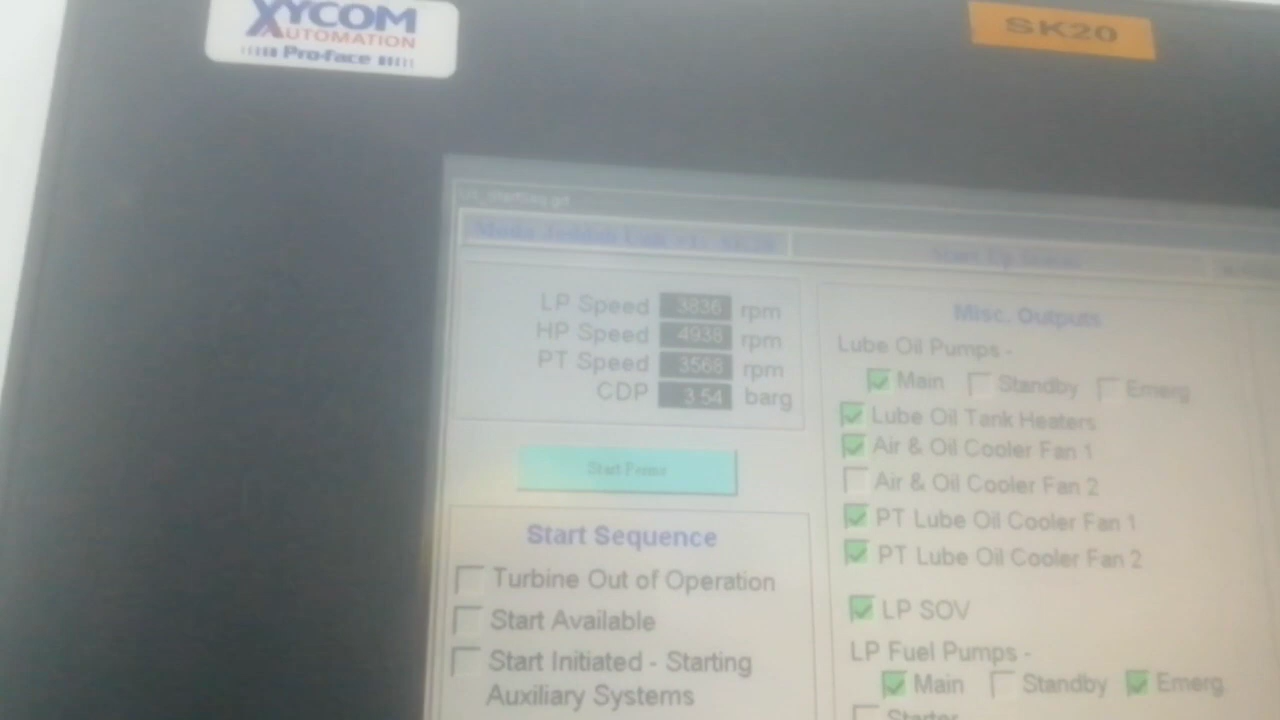 XYCOM
AUTOMATION
Pro-face
SK20
LP Speed 3836 rpm
HP Speed 4938 rpm
PT Speed 3568 rpm
CDP 3.54 barg
Start
Start Sequence
Turbine Out of Operation
Start Available
Start Initiated - Starting
Auxiliary Systems
Misc. Outputs
Lube Oil Pumps -
Main Standby Emerg
Lube Oil Tank Heaters
Air & Oil Cooler Fan 1
Air & Oil Cooler Fan 2
PT Lube Oil Cooler Fan 1
PT Lube Oil Cooler Fan 2
LP SOV
LP Fuel Pumps -
Main Standby Emerg.
Starter